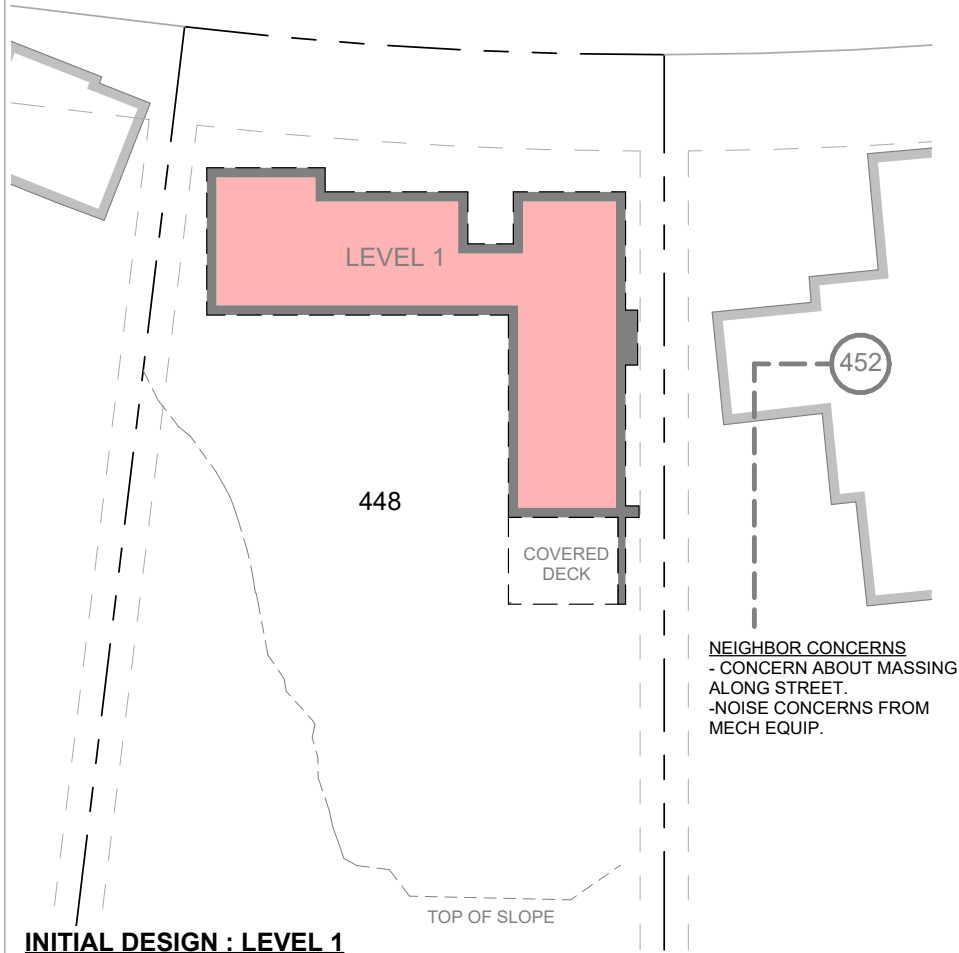 LEVEL 1
452
448
COVERED
DECK
NEIGHBOR CONCERNS
- CONCERN ABOUT MASSING
ALONG STREET.
-NOISE CONCERNS FROM
MECH EQUIP.
TOP OF SLOPE
INITIAL DESIGN : LEVEL 1